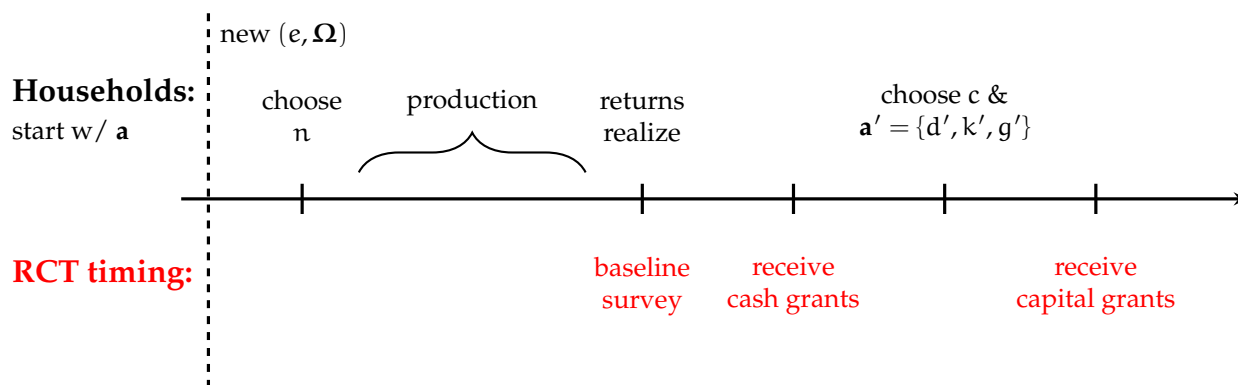 new (e, Ω)
Households:
start w/ a
choose
n
production
returns
realize
choose c &
a′ = {d′, k′, g′}
RCT timing:
baseline
survey
receive
cash grants
receive
capital grants